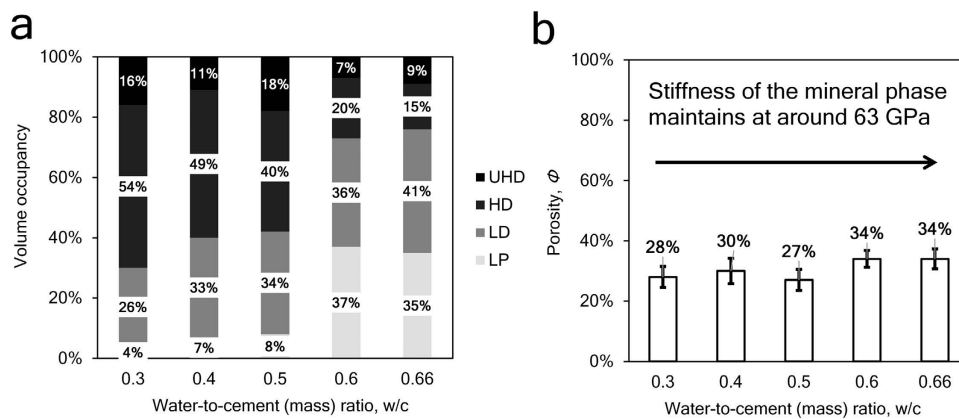 a
100%
80%
60%
40%
20%
0%
Volume occupancy
16%
54%
26%
4%
11%
49%
33%
7%
18%
40%
34%
8%
7%
20%
36%
37%
9%
15%
41%
35%
0.3 0.4 0.5 0.6 0.66
Water-to-cement (mass) ratio, w/c
UHD
HD
LD
LP
b
100%
80%
60%
40%
20%
0%
Porosity, Φ
Stiffness of the mineral phase
maintains at around 63 GPa
28% 30% 27% 34% 34%
0.3 0.4 0.5 0.6 0.66
Water-to-cement (mass) ratio, w/c